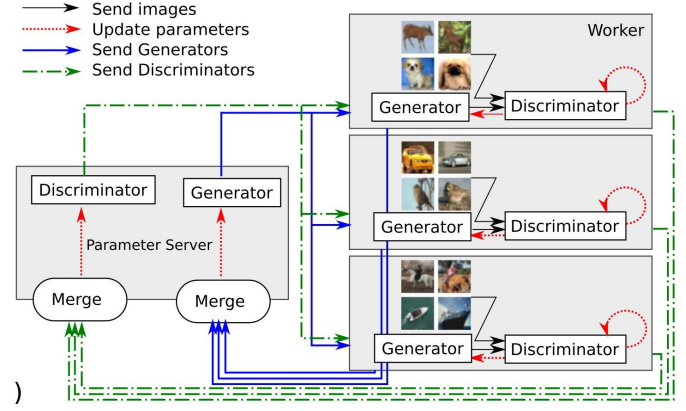 Send images
Update parameters
Send Generators
Send Discriminators
Worker
Generator
Discriminator
Discriminator
Generator
Parameter Server
Generator
Discriminator
Merge
Merge
Generator
Discriminator
)